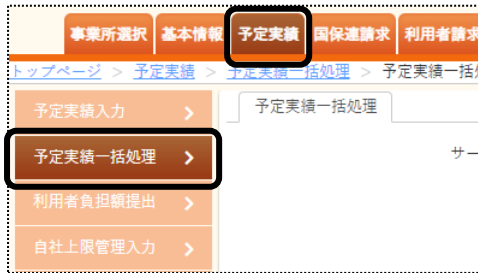 事業所選択 基本情報 予定実績 国保連請求 利用者請求
トップページ > 予定実績 > 予定実績一括処理 > 予定実績一括
予定実績入力
予定実績一括処理
サー
予定実績一括処理
利用者負担額提出
自社上限管理入力